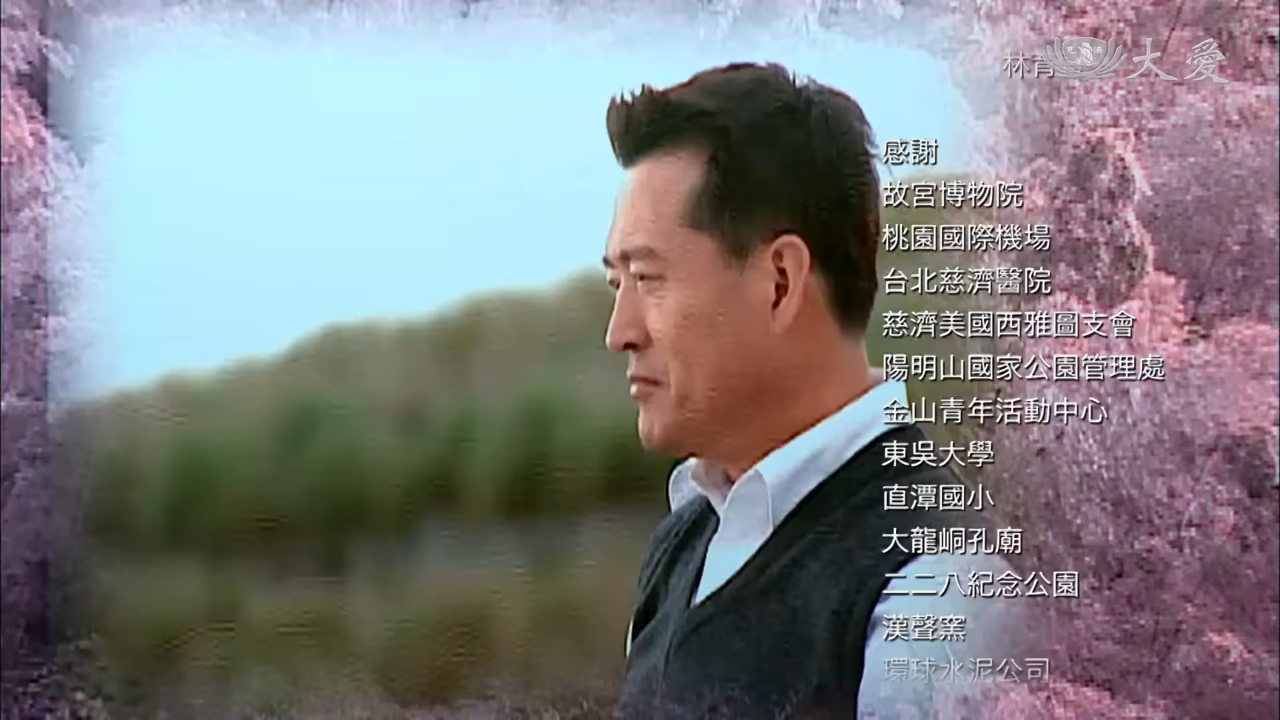 大愛
感謝
故宮博物院
桃園國際機場
台北慈濟醫院
慈濟美國西雅圖支會
陽明山國家公園管理處
金山青年活動中心
東吳大學
直潭國小
大龍峒孔廟
二二八紀念公園
漢聲窯
環球水泥公司